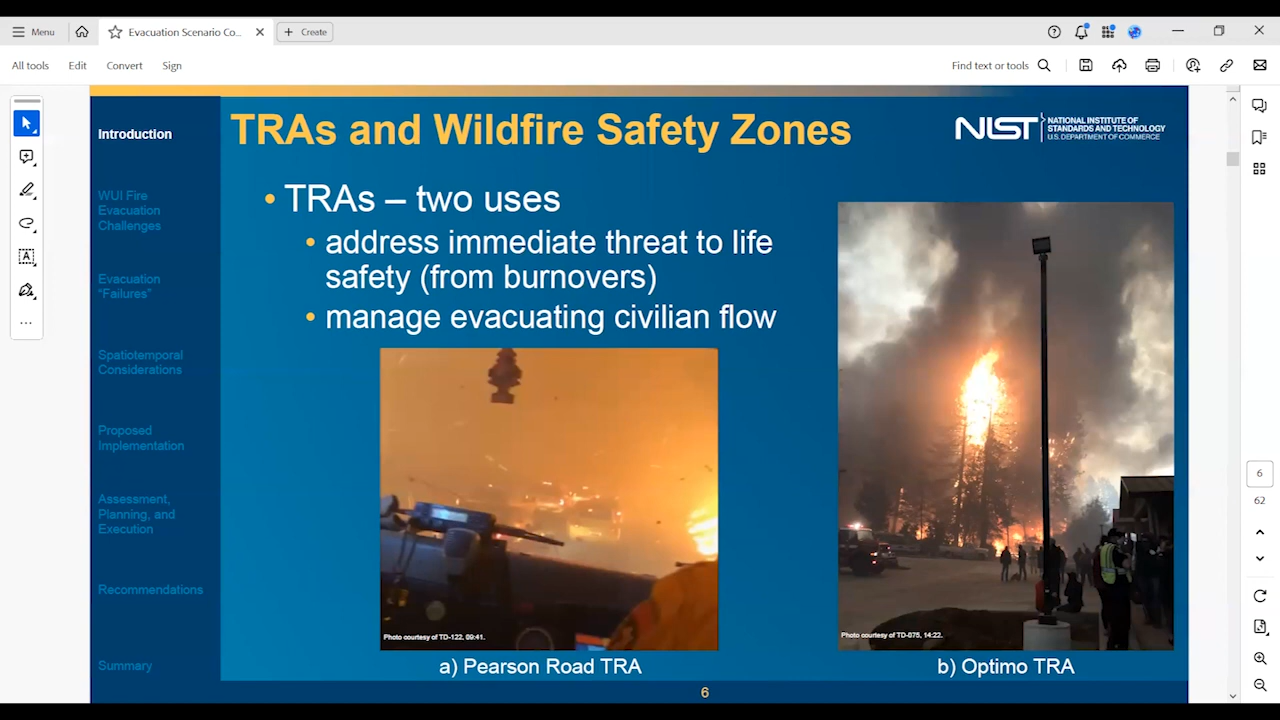 Menu
Evacuation Scenario Co...
Create
All tools
Edit
Convert
Sign
Find text or tools
Introduction
WUI Fire
Evacuation
Challenges
Evacuation
“Failures”
Spatiotemporal
Considerations
Proposed
Implementation
Assessment,
Planning, and
Execution
Recommendations
Summary
TRAs and Wildfire Safety Zones
NIST
NATIONAL INSTITUTE OF
STANDARDS AND TECHNOLOGY
U.S. DEPARTMENT OF COMMERCE
• TRAs – two uses
• address immediate threat to life
safety (from burnovers)
• manage evacuating civilian flow
Photo courtesy of TD-122, 09:41.
a) Pearson Road TRA
Photo courtesy of TD-075, 14:22.
b) Optimo TRA
6
6
62